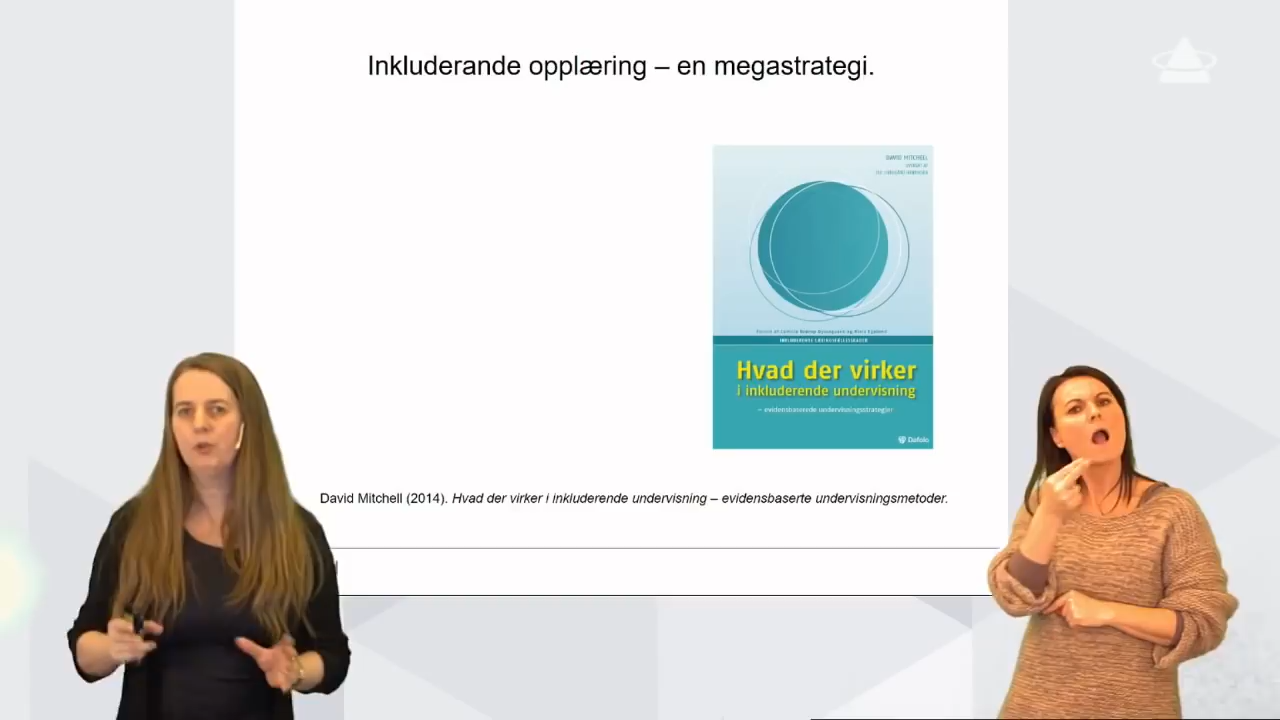 Inkluderande opplæring – en megastrategi.
DAVID MITCHELL
Hvad der virker
i inkluderende undervisning
– evidensbaserede undervisningsstrategier
Dafolo
David Mitchell (2014). Hvad der virker i inkluderende undervisning – evidensbaserte undervisningsmetoder.